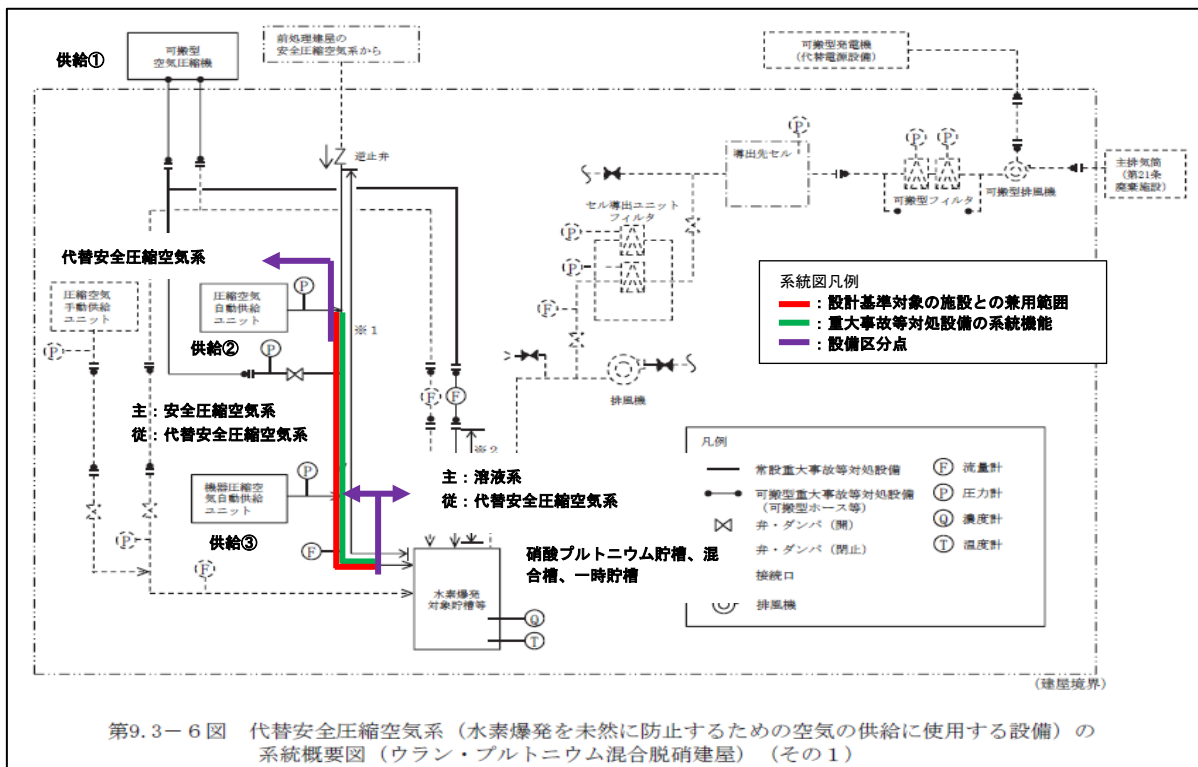 供給①
可搬型
空気圧縮機
前処理建屋の
安全圧縮空気系から
可搬型発電機
(代替電源設備)
逆止弁
P
導出先セル
P
P
可搬型フィルタ
可搬型排風機
主排気筒
(第21条
廃棄施設)
セル導出ユニット
フィルタ
P
P
F
排風機
代替安全圧縮空気系
圧縮空気
手動供給
ユニット
圧縮空気
自動供給
ユニット
P
※1
供給②
P
P
F
F
※2
系統図凡例
:設計基準対象の施設との兼用範囲
:重大事故等対処設備の系統機能
:設備区分点
主:安全圧縮空気系
従:代替安全圧縮空気系
主:溶液系
従:代替安全圧縮空気系
機器圧縮空
気自動供給
ユニット
P
供給③
P
F
F
硝酸プルトニウム貯槽、混
合槽、一時貯槽
水素爆発
対象貯槽等
Q
T
凡例
常設重大事故等対処設備
可搬型重大事故等対処設備
(可搬型ホース等)
弁・ダンパ(開)
弁・ダンパ(閉止)
接続口
排風機
F 流量計
P 圧力計
Q 濃度計
T 温度計
(建屋境界)
第9.3-6図 代替安全圧縮空気系(水素爆発を未然に防止するための空気の供給に使用する設備)の
系統概要図(ウラン・プルトニウム混合脱硝建屋)(その1)